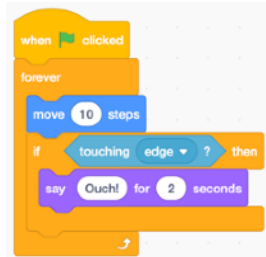 when clicked
forever
move 10 steps
if touching edge ? then
say Ouch! for 2 seconds